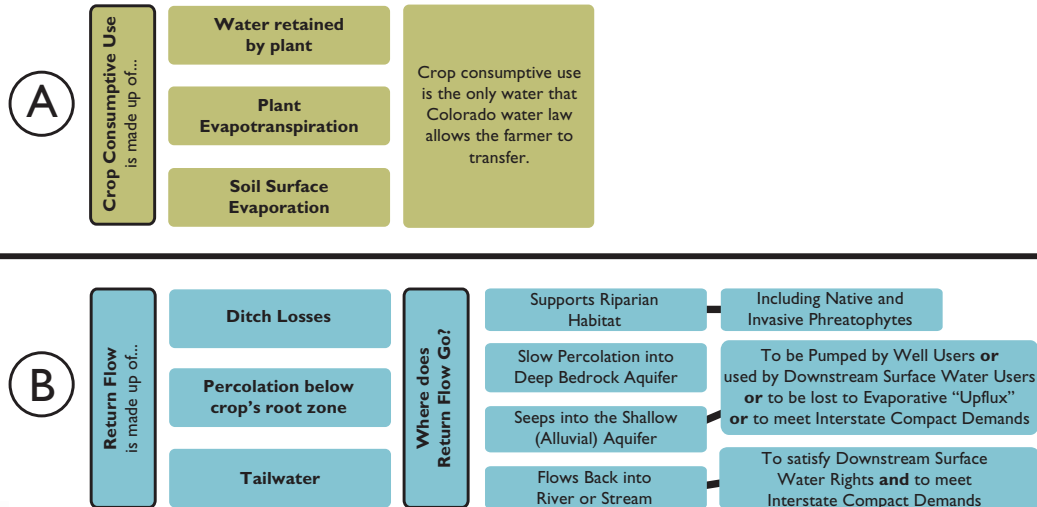 A
Crop Consumptive Use
is made up of...
Water retained
by plant
Plant
Evapotranspiration
Soil Surface
Evaporation
Crop consumptive use
is the only water that
Colorado water law
allows the farmer to
transfer.
B
Return Flow
is made up of...
Ditch Losses
Percolation below
crop's root zone
Tailwater
Where does
Return Flow Go?
Supports Riparian
Habitat
Including Native and
Invasive Phreatophytes
Slow Percolation into
Deep Bedrock Aquifer
Seeps into the Shallow
(Alluvial) Aquifer
To be Pumped by Well Users or
used by Downstream Surface Water Users
or to be lost to Evaporative “Upflux”
or to meet Interstate Compact Demands
Flows Back into
River or Stream
To satisfy Downstream Surface
Water Rights and to meet
Interstate Compact Demands